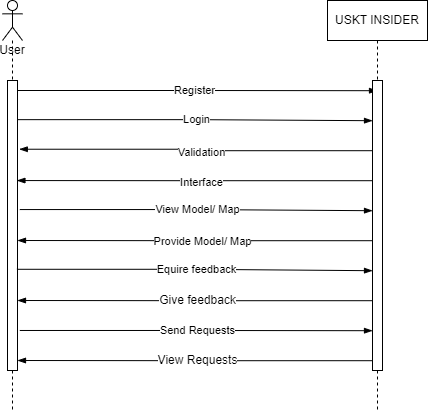 User
USKT INSIDER
Register
Login
Validation
Interface
View Model/ Map
Provide Model/ Map
Equire feedback
Give feedback
Send Requests
View Requests